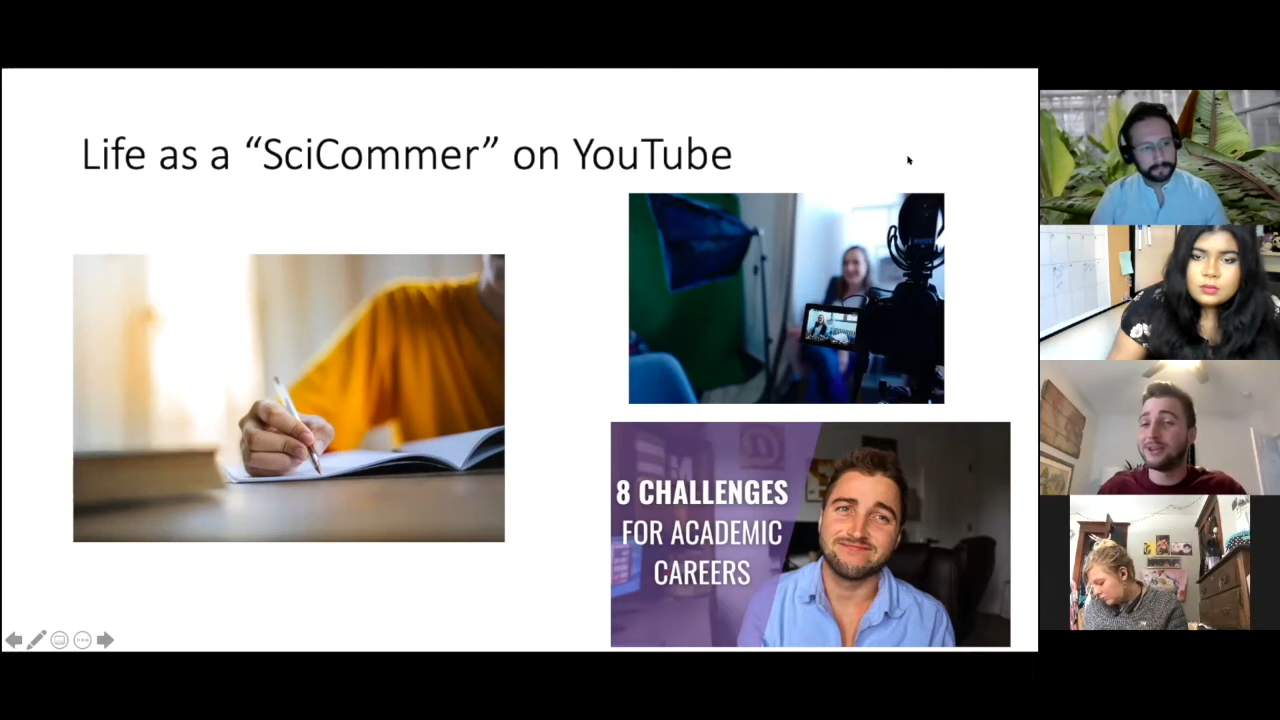 Life as a “SciCommer” on YouTube
8 CHALLENGES
FOR ACADEMIC
CAREERS